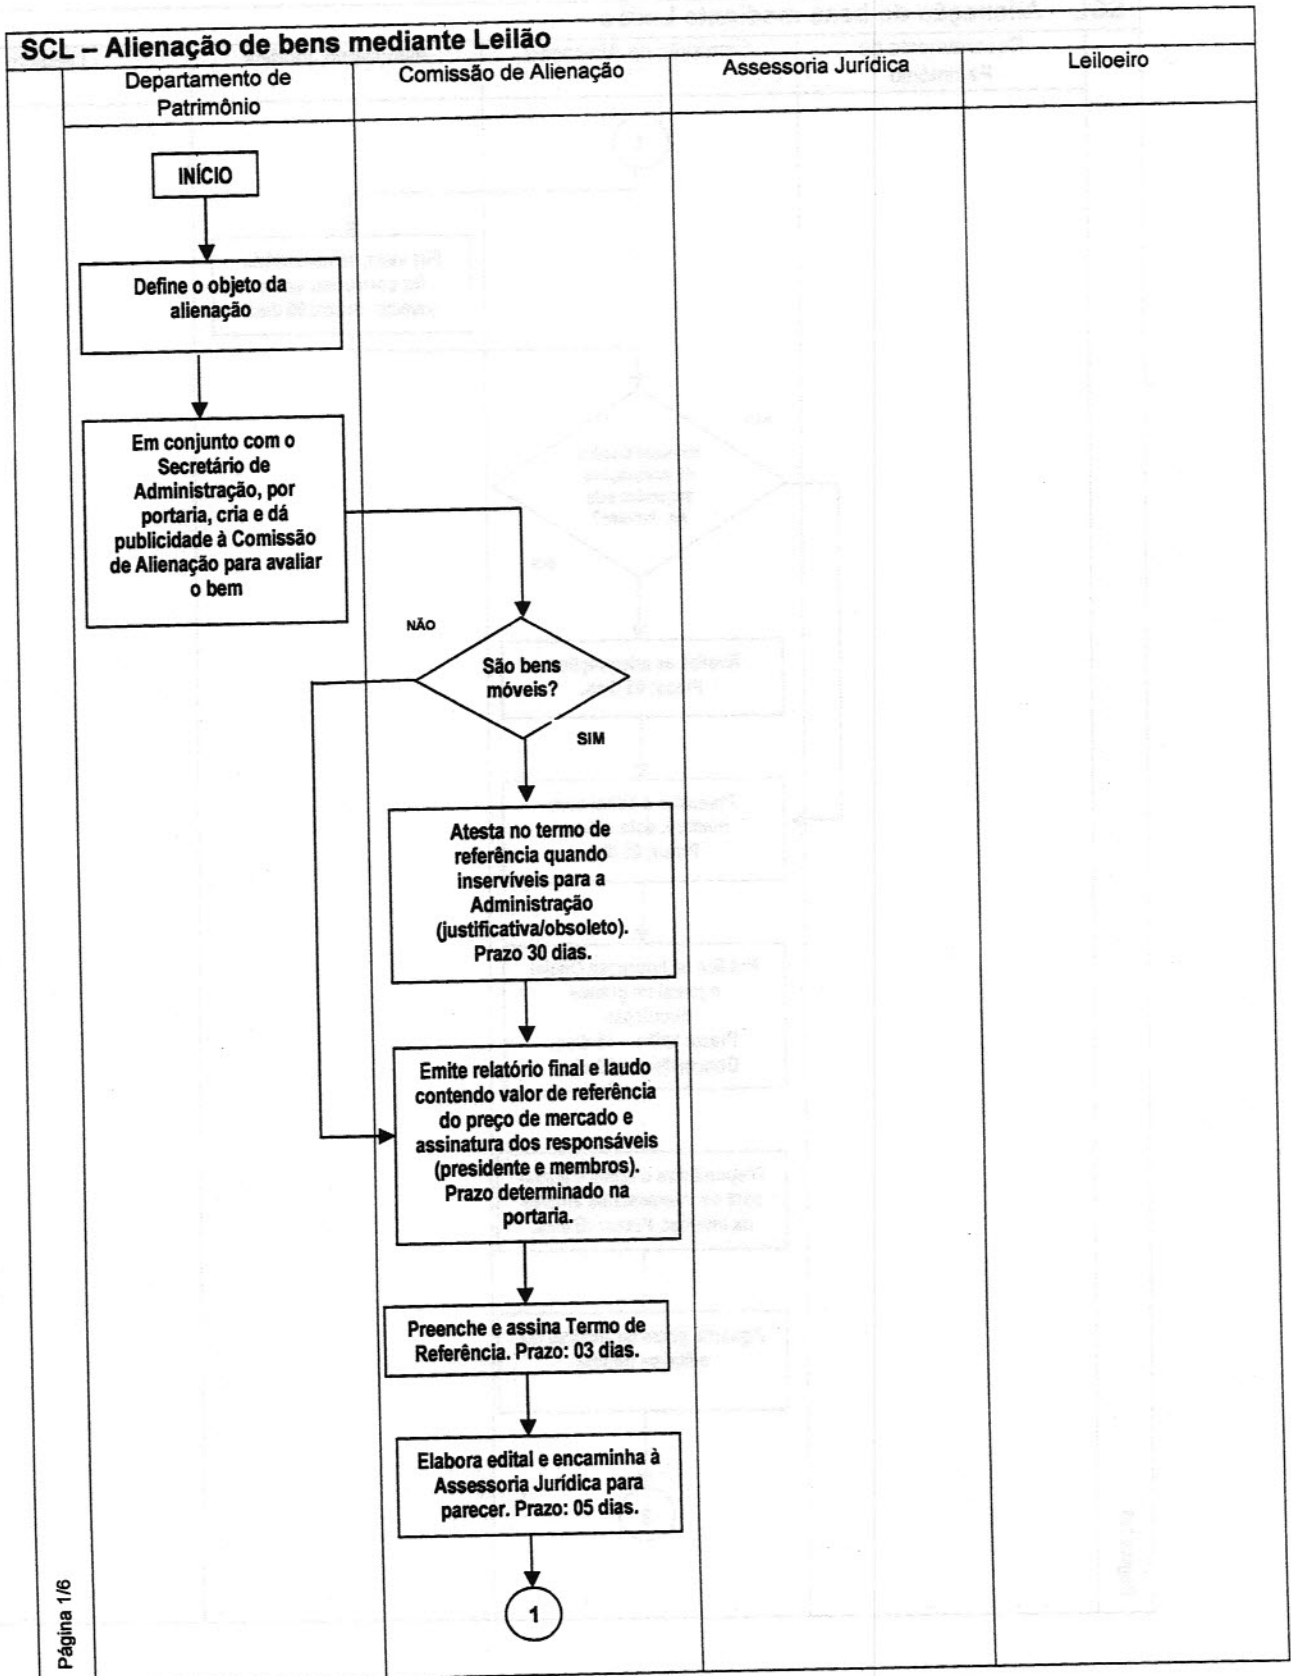 SCL – Alienação de bens mediante Leilão
Departamento de
Patrimônio
Comissão de Alienação
Assessoria Jurídica
Leiloeiro
INÍCIO
Define o objeto da
alienação
Em conjunto com o
Secretário de
Administração, por
portaria, cria e dá
publicidade à Comissão
de Alienação para avaliar
o bem
NÃO
São bens
móveis?
SIM
Atesta no termo de
referência quando
inservíveis para a
Administração
(justificativa/obsoleto).
Prazo 30 dias.
Emite relatório final e laudo
contendo valor de referência
do preço de mercado e
assinatura dos responsáveis
(presidente e membros).
Prazo determinado na
portaria.
Preenche e assina Termo de
Referência. Prazo: 03 dias.
Elabora edital e encaminha à
Assessoria Jurídica para
parecer. Prazo: 05 dias.
1
Página 1/6